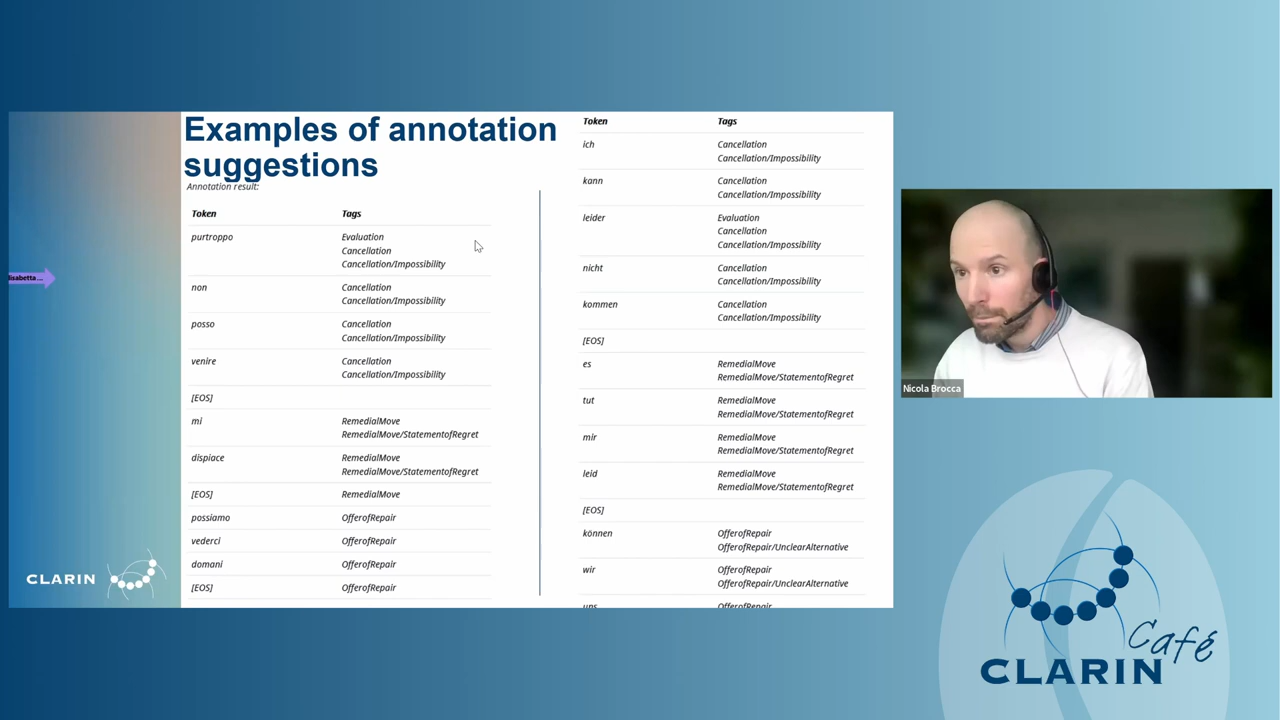 Examples of annotation
suggestions
Annotation result:
Token Tags
purtroppo Evaluation
Cancellation
Cancellation/Impossibility
non Cancellation
Cancellation/Impossibility
posso Cancellation
Cancellation/Impossibility
venire Cancellation
Cancellation/Impossibility
[EOS]
mi RemedialMove
RemedialMove/StatementofRegret
dispiace RemedialMove
RemedialMove/StatementofRegret
[EOS] RemedialMove
possiamo OfferofRepair
vederci OfferofRepair
domani OfferofRepair
[EOS] OfferofRepair
Token Tags
ich Cancellation
Cancellation/Impossibility
kann Cancellation
Cancellation/Impossibility
leider Evaluation
Cancellation
Cancellation/Impossibility
nicht Cancellation
Cancellation/Impossibility
kommen Cancellation
Cancellation/Impossibility
[EOS]
es RemedialMove
RemedialMove/StatementofRegret
tut RemedialMove
RemedialMove/StatementofRegret
mir RemedialMove
RemedialMove/StatementofRegret
leid RemedialMove
RemedialMove/StatementofRegret
[EOS]
können OfferofRepair
OfferofRepair/UnclearAlternative
wir OfferofRepair
OfferofRepair/UnclearAlternative
uns OfferofRepair
CLARIN
Nicola Brocca
Café
CLARIN